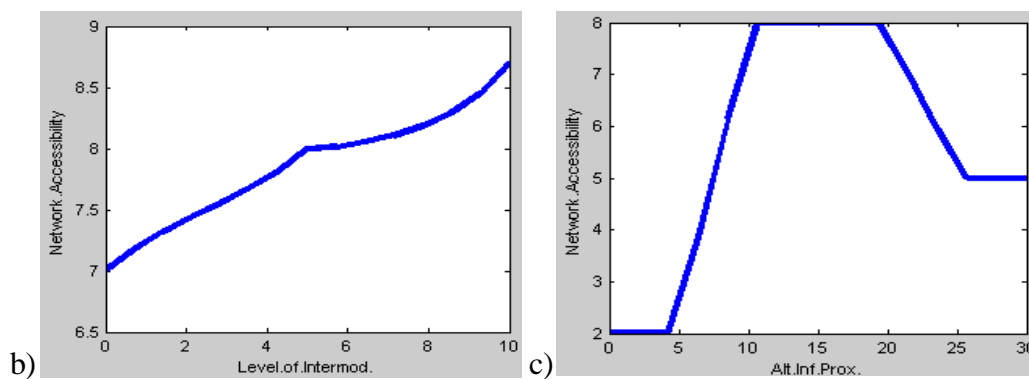 b)
Network.Accessibility
9
8.5
8
7.5
7
6.5
0 2 4 6 8 10
Level.of.Intermod.
c)
Network.Accessibility
8
7
6
5
4
3
2
0 5 10 15 20 25 30
Alt.Inf.Prox.